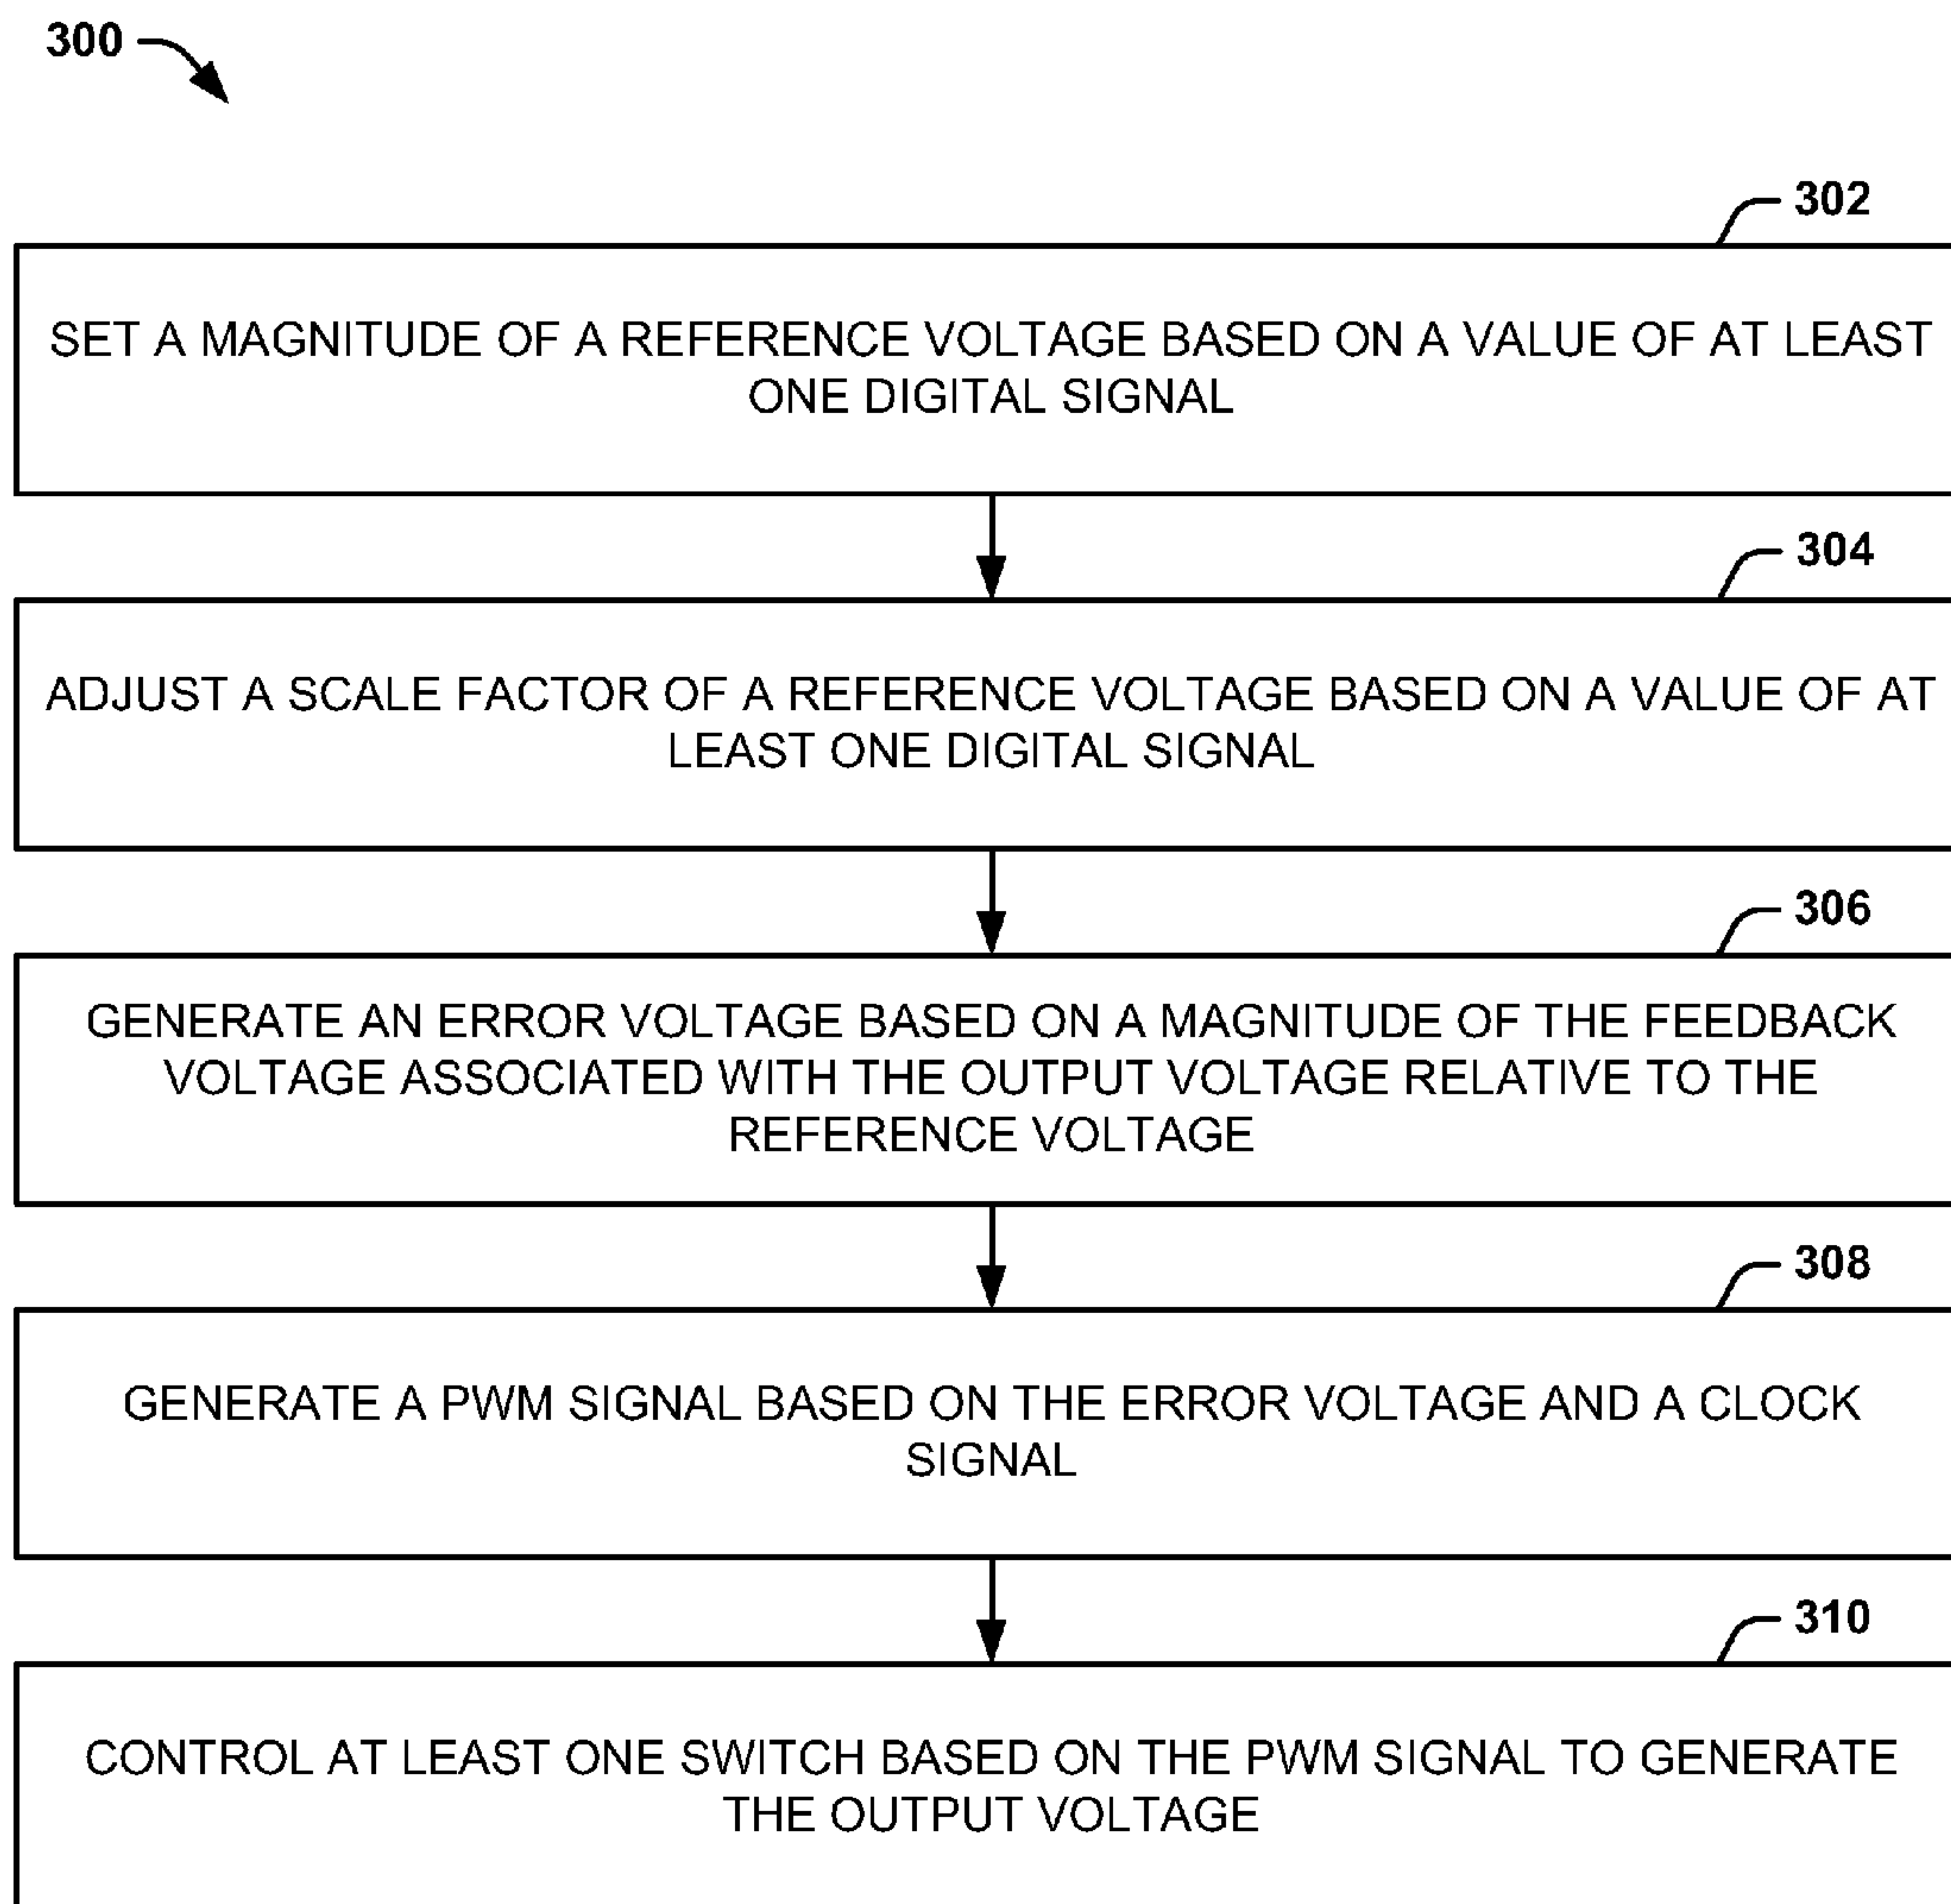 300
302
SET A MAGNITUDE OF A REFERENCE VOLTAGE BASED ON A VALUE OF AT LEAST
ONE DIGITAL SIGNAL
304
ADJUST A SCALE FACTOR OF A REFERENCE VOLTAGE BASED ON A VALUE OF AT
LEAST ONE DIGITAL SIGNAL
306
GENERATE AN ERROR VOLTAGE BASED ON A MAGNITUDE OF THE FEEDBACK
VOLTAGE ASSOCIATED WITH THE OUTPUT VOLTAGE RELATIVE TO THE
REFERENCE VOLTAGE
308
GENERATE A PWM SIGNAL BASED ON THE ERROR VOLTAGE AND A CLOCK
SIGNAL
310
CONTROL AT LEAST ONE SWITCH BASED ON THE PWM SIGNAL TO GENERATE
THE OUTPUT VOLTAGE